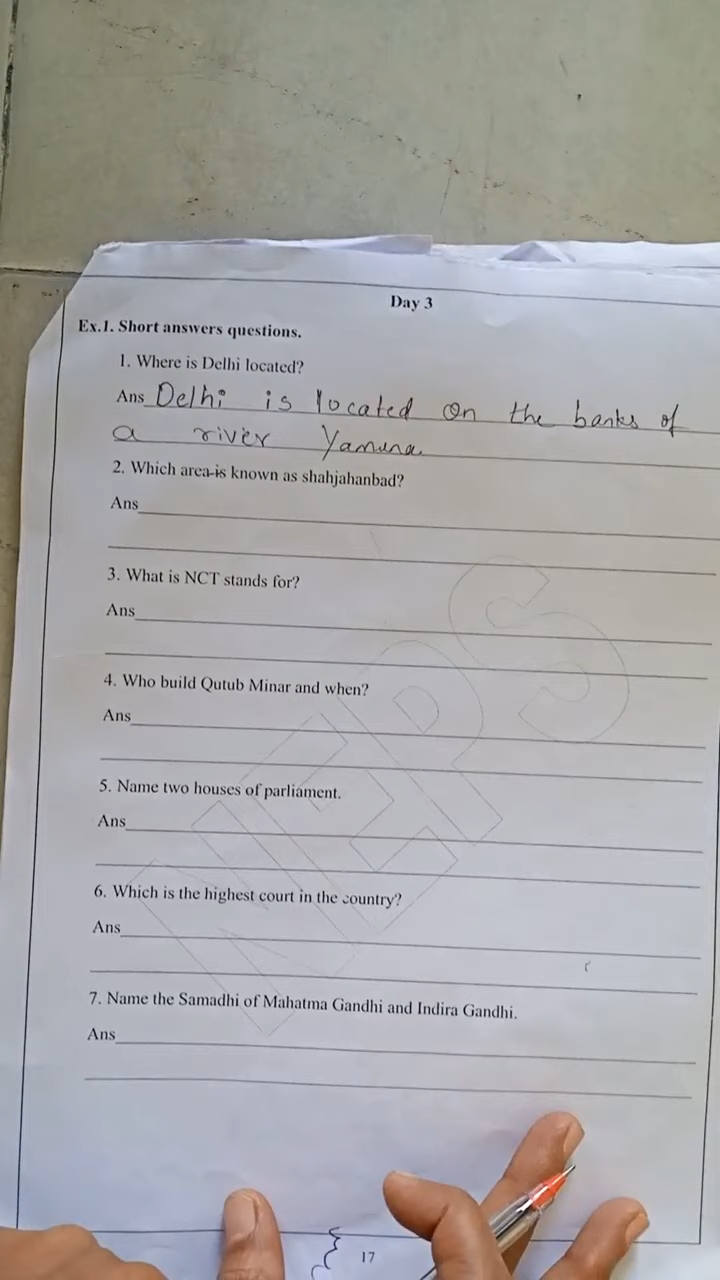 Day 3
Ex.1. Short answers questions.
1. Where is Delhi located?
Ans Delhi is located on the banks of
a river Yamuna.
2. Which area is known as shahjahanbad?
Ans
3. What is NCT stands for?
Ans
4. Who build Qutub Minar and when?
Ans
5. Name two houses of parliament.
Ans
6. Which is the highest court in the country?
Ans
7. Name the Samadhi of Mahatma Gandhi and Indira Gandhi.
Ans
17